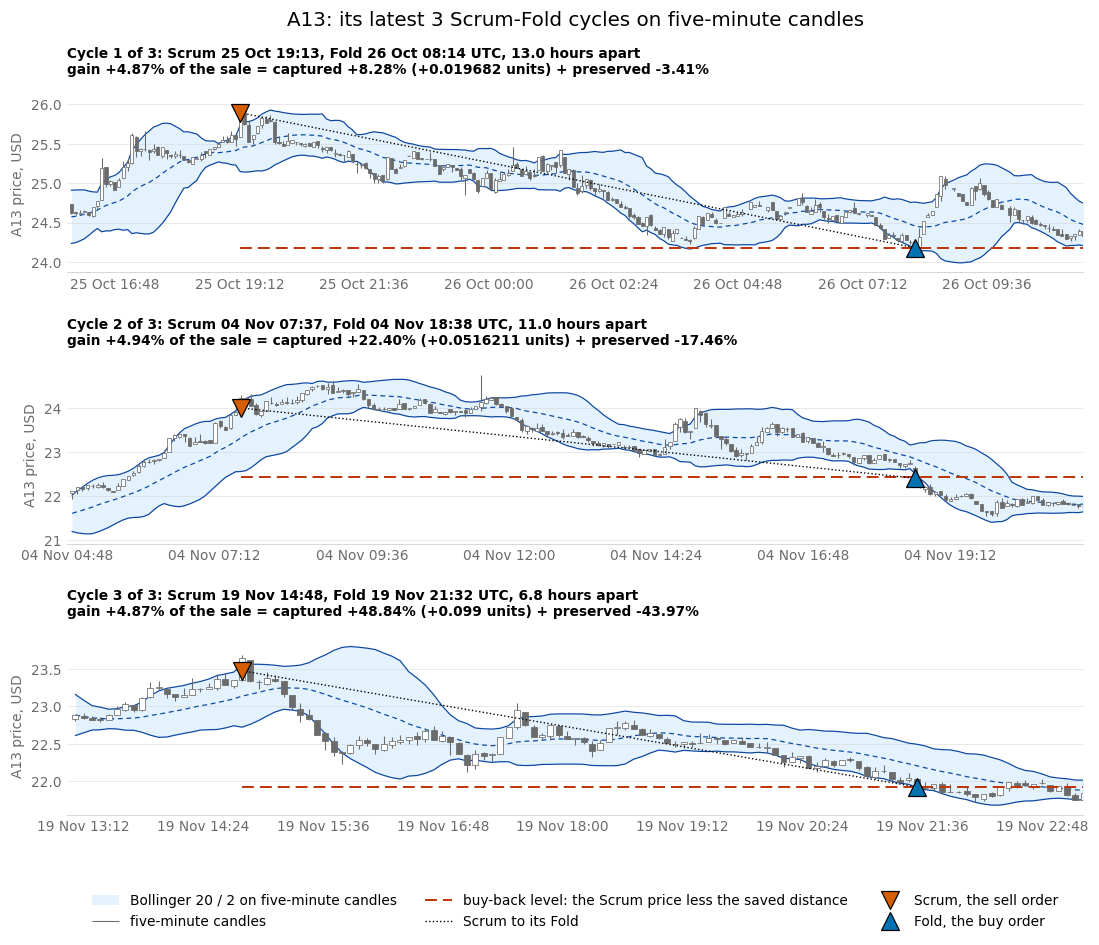 A13: its latest 3 Scrum-Fold cycles on five-minute candles
Cycle 1 of 3: Scrum 25 Oct 19:13, Fold 26 Oct 08:14 UTC, 13.0 hours apart
gain +4.87% of the sale = captured +8.28% (+0.019682 units) + preserved -3.41%
A13 price, USD
26.0
25.5
25.0
24.5
24.0
25 Oct 16:48 25 Oct 19:12 25 Oct 21:36 26 Oct 00:00 26 Oct 02:24 26 Oct 04:48 26 Oct 07:12 26 Oct 09:36
Cycle 2 of 3: Scrum 04 Nov 07:37, Fold 04 Nov 18:38 UTC, 11.0 hours apart
gain +4.94% of the sale = captured +22.40% (+0.0516211 units) + preserved -17.46%
A13 price, USD
24
23
22
21
04 Nov 04:48 04 Nov 07:12 04 Nov 09:36 04 Nov 12:00 04 Nov 14:24 04 Nov 16:48 04 Nov 19:12
Cycle 3 of 3: Scrum 19 Nov 14:48, Fold 19 Nov 21:32 UTC, 6.8 hours apart
gain +4.87% of the sale = captured +48.84% (+0.099 units) + preserved -43.97%
A13 price, USD
23.5
23.0
22.5
22.0
19 Nov 13:12 19 Nov 14:24 19 Nov 15:36 19 Nov 16:48 19 Nov 18:00 19 Nov 19:12 19 Nov 20:24 19 Nov 21:36 19 Nov 22:48
Bollinger 20 / 2 on five-minute candles
five-minute candles
buy-back level: the Scrum price less the saved distance
Scrum to its Fold
Scrum, the sell order
Fold, the buy order